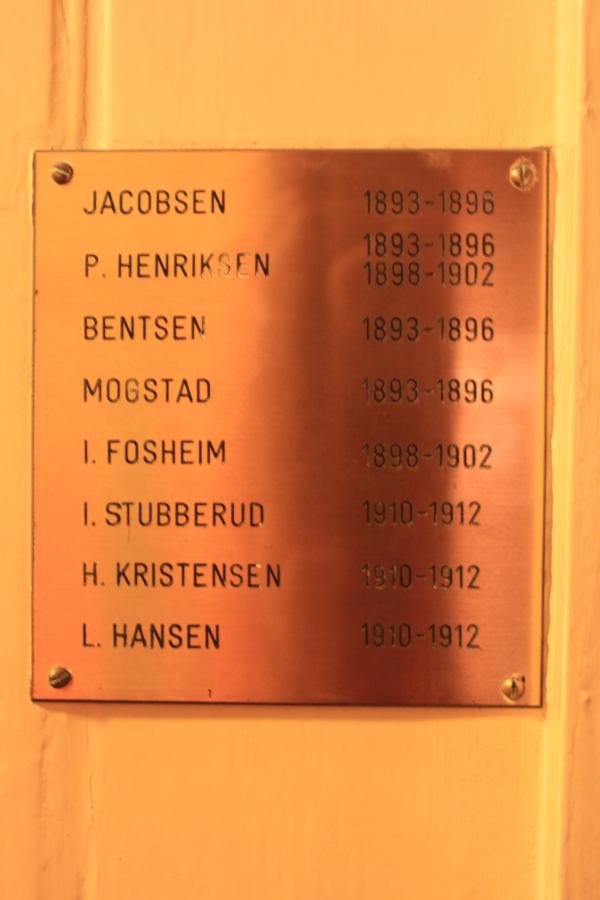 JACOBSEN 1893-1896
1893-1896
P. HENRIKSEN 1898-1902
BENTSEN 1893-1896
MOGSTAD 1893-1896
I. FOSHEIM 1898-1902
I. STUBBERUD 1910-1912
H. KRISTENSEN 1910-1912
L. HANSEN 1910-1912